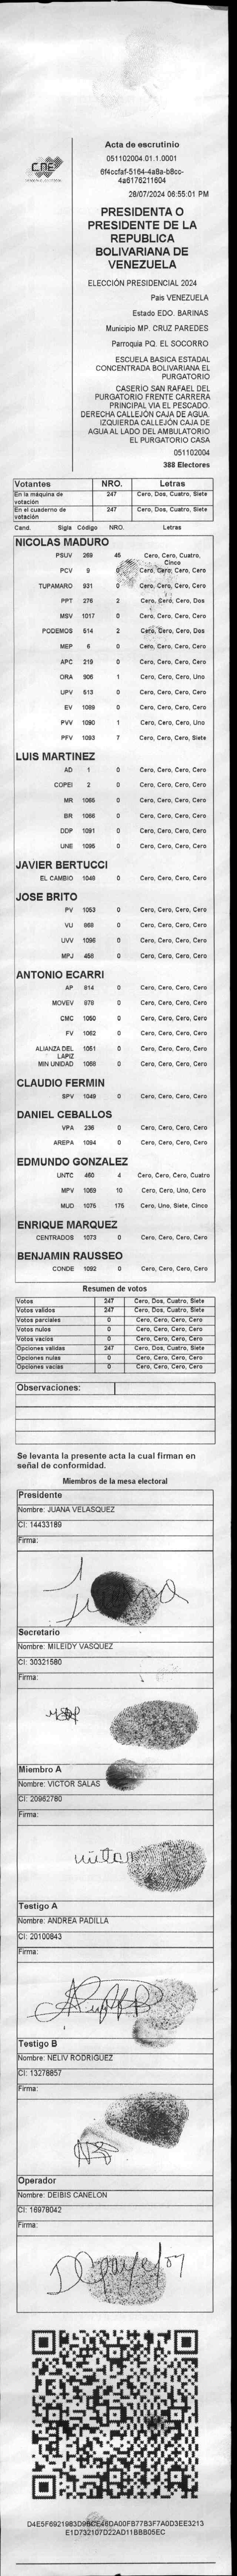 CNE
Acta de escrutinio
051102004.01.1.0001
6f4ccfaf-5164-4a8a-b8cc-
4a6176211604
28/07/2024 06:55:01 PM
PRESIDENTA O
PRESIDENTE DE LA
REPUBLICA
BOLIVARIANA DE
VENEZUELA
ELECCIÓN PRESIDENCIAL 2024
Pais VENEZUELA
Estado EDO. BARINAS
Municipio MP. CRUZ PAREDES
Parroquia PQ. EL SOCORRO
ESCUELA BASICA ESTADAL
CONCENTRADA BOLIVARIANA EL
PURGATORIO
CASERÍO SAN RAFAEL DEL
PURGATORIO FRENTE CARRERA
PRINCIPAL VIA EL PESCADO.
DERECHA CALLEJÓN CAJA DE AGUA.
IZQUIERDA CALLEJÓN CAJA DE
AGUA AL LADO DEL AMBULATORIO
EL PURGATORIO CASA
051102004
388 Electores
Votantes NRO. Letras
En la máquina de votación 247 Cero, Dos, Cuatro, Siete
En el cuaderno de votación 247 Cero, Dos, Cuatro, Siete
Cand. Sigla Código NRO. Letras
NICOLAS MADURO
PSUV 269 45 Cero, Cero, Cuatro, Cinco
PCV 9 0 Cero, Cero, Cero, Cero
TUPAMARO 931 0 Cero, Cero, Cero, Cero
PPT 276 2 Cero, Cero, Cero, Dos
MSV 1017 0 Cero, Cero, Cero, Cero
PODEMOS 514 2 Cero, Cero, Cero, Dos
MEP 6 0 Cero, Cero, Cero, Cero
APC 219 0 Cero, Cero, Cero, Cero
ORA 906 1 Cero, Cero, Cero, Uno
UPV 513 0 Cero, Cero, Cero, Cero
EV 1089 0 Cero, Cero, Cero, Cero
PVV 1090 1 Cero, Cero, Cero, Uno
PFV 1093 7 Cero, Cero, Cero, Siete
LUIS MARTINEZ
AD 1 0 Cero, Cero, Cero, Cero
COPEI 2 0 Cero, Cero, Cero, Cero
MR 1065 0 Cero, Cero, Cero, Cero
BR 1066 0 Cero, Cero, Cero, Cero
DDP 1091 0 Cero, Cero, Cero, Cero
UNE 1095 0 Cero, Cero, Cero, Cero
JAVIER BERTUCCI
EL CAMBIO 1048 0 Cero, Cero, Cero, Cero
JOSE BRITO
PV 1053 0 Cero, Cero, Cero, Cero
VU 868 0 Cero, Cero, Cero, Cero
UVV 1096 0 Cero, Cero, Cero, Cero
MPJ 458 0 Cero, Cero, Cero, Cero
ANTONIO ECARRI
AP 814 0 Cero, Cero, Cero, Cero
MOVEV 978 0 Cero, Cero, Cero, Cero
CMC 1050 0 Cero, Cero, Cero, Cero
FV 1062 0 Cero, Cero, Cero, Cero
ALIANZA DEL LAPIZ 1051 0 Cero, Cero, Cero, Cero
MIN UNIDAD 1068 0 Cero, Cero, Cero, Cero
CLAUDIO FERMIN
SPV 1049 0 Cero, Cero, Cero, Cero
DANIEL CEBALLOS
VPA 236 0 Cero, Cero, Cero, Cero
AREPA 1094 0 Cero, Cero, Cero, Cero
EDMUNDO GONZALEZ
UNTC 460 4 Cero, Cero, Cero, Cuatro
MPV 1069 10 Cero, Cero, Uno, Cero
MUD 1075 175 Cero, Uno, Siete, Cinco
ENRIQUE MARQUEZ
CENTRADOS 1073 0 Cero, Cero, Cero, Cero
BENJAMIN RAUSSEO
CONDE 1092 0 Cero, Cero, Cero, Cero
Resumen de votos
Votos 247 Cero, Dos, Cuatro, Siete
Votos validos 247 Cero, Dos, Cuatro, Siete
Votos parciales 0 Cero, Cero, Cero, Cero
Votos nulos 0 Cero, Cero, Cero, Cero
Votos vacíos 0 Cero, Cero, Cero, Cero
Opciones validas 247 Cero, Dos, Cuatro, Siete
Opciones nulas 0 Cero, Cero, Cero, Cero
Opciones vacias 0 Cero, Cero, Cero, Cero
Observaciones:
Se levanta la presente acta la cual firman en
señal de conformidad.
Miembros de la mesa electoral
Presidente
Nombre: JUANA VELASQUEZ
CI: 14433189
Firma:
Secretario
Nombre: MILEIDY VASQUEZ
CI: 30321580
Firma:
Miembro A
Nombre: VICTOR SALAS
CI: 20962780
Firma:
Testigo A
Nombre: ANDREA PADILLA
CI: 20100843
Firma:
Testigo B
Nombre: NELIV RODRIGUEZ
CI: 13278857
Firma:
Operador
Nombre: DEIBIS CANELON
CI: 16978042
Firma:
D4E5F6921983D96CE46DA00FB77B3F7A0D3EE3213
E1D732107D22AD11BBB05EC